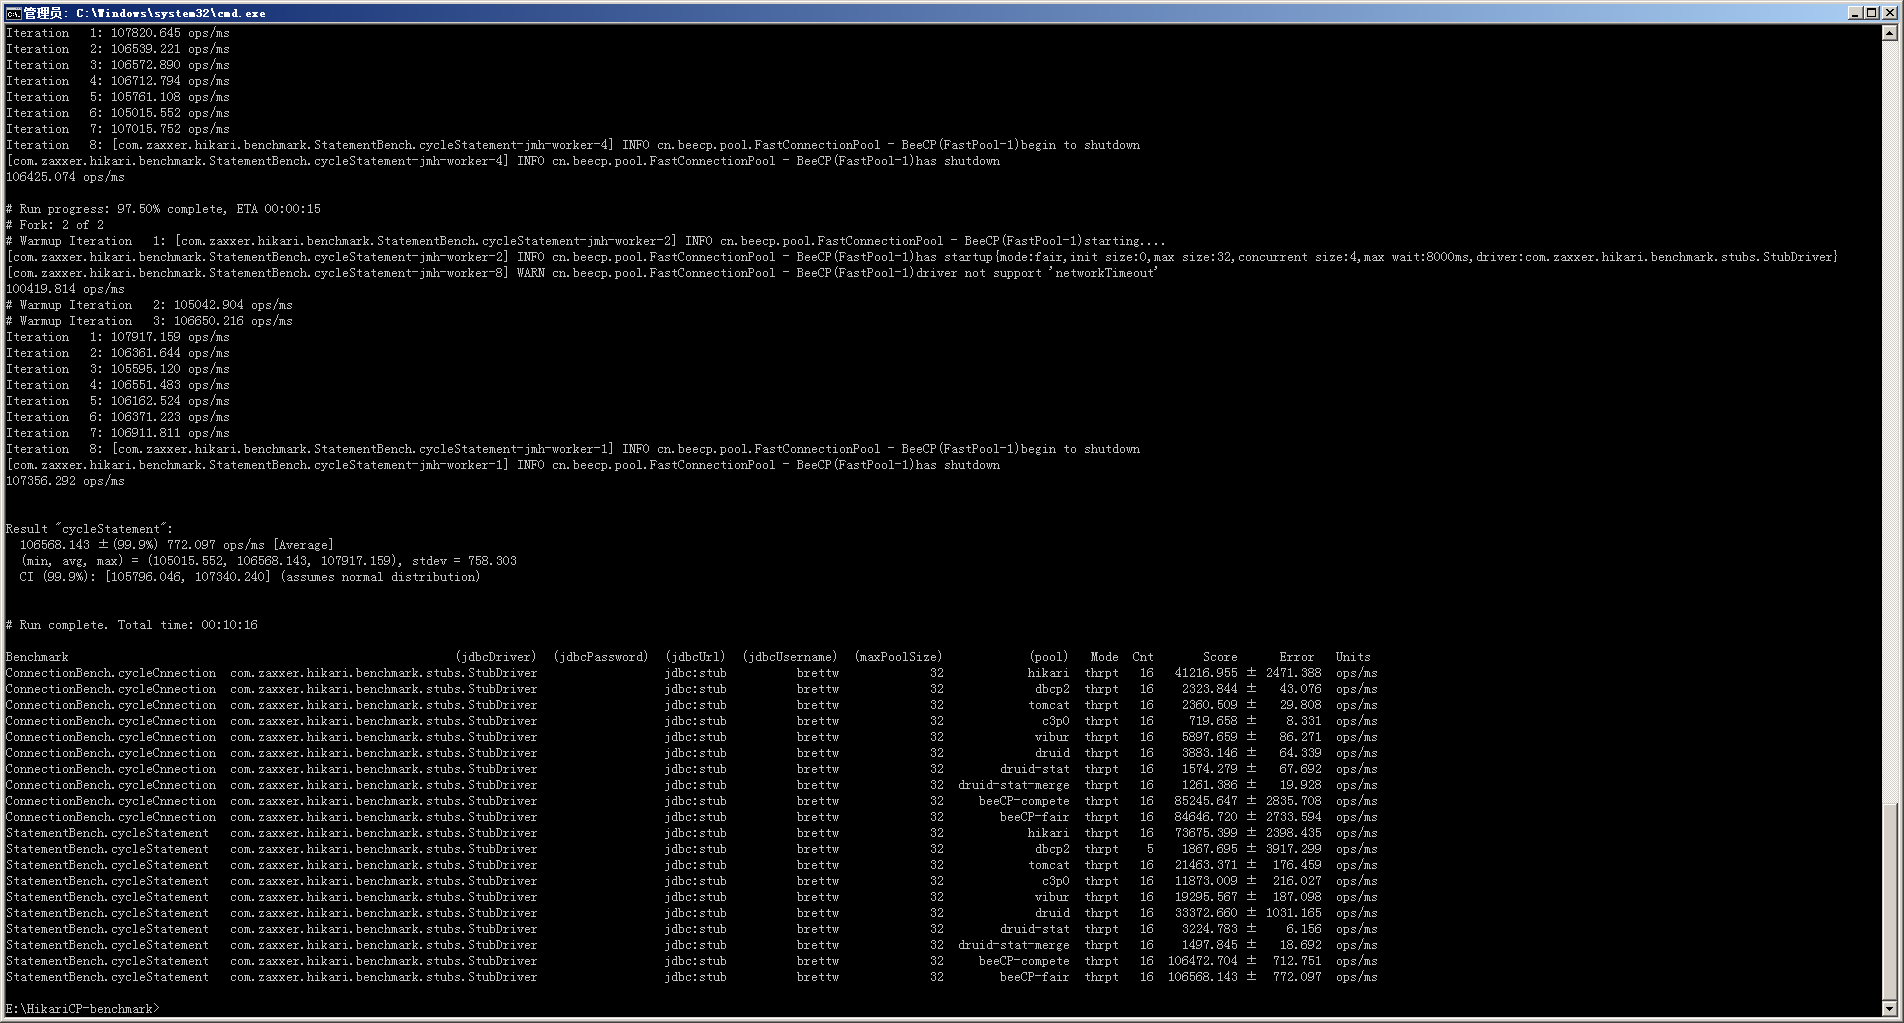 管理员: C:\Windows\system32\cmd.exe
Iteration   1: 107820.645 ops/ms
Iteration   2: 106539.221 ops/ms
Iteration   3: 106572.890 ops/ms
Iteration   4: 106712.794 ops/ms
Iteration   5: 105761.108 ops/ms
Iteration   6: 105015.552 ops/ms
Iteration   7: 107015.752 ops/ms
Iteration   8: [com.zaxxer.hikari.benchmark.StatementBench.cycleStatement-jmh-worker-4] INFO cn.beecp.pool.FastConnectionPool - BeeCP(FastPool-1)begin to shutdown
[com.zaxxer.hikari.benchmark.StatementBench.cycleStatement-jmh-worker-4] INFO cn.beecp.pool.FastConnectionPool - BeeCP(FastPool-1)has shutdown
106425.074 ops/ms
# Run progress: 97.50% complete, ETA 00:00:15
# Fork: 2 of 2
# Warmup Iteration   1: [com.zaxxer.hikari.benchmark.StatementBench.cycleStatement-jmh-worker-2] INFO cn.beecp.pool.FastConnectionPool - BeeCP(FastPool-1)starting....
[com.zaxxer.hikari.benchmark.StatementBench.cycleStatement-jmh-worker-2] INFO cn.beecp.pool.FastConnectionPool - BeeCP(FastPool-1)has startup{mode:fair,init size:0,max size:32,concurrent size:4,max wait:8000ms,driver:com.zaxxer.hikari.benchmark.stubs.StubDriver}
[com.zaxxer.hikari.benchmark.StatementBench.cycleStatement-jmh-worker-8] WARN cn.beecp.pool.FastConnectionPool - BeeCP(FastPool-1)driver not support 'networkTimeout'
100419.814 ops/ms
# Warmup Iteration   2: 105042.904 ops/ms
# Warmup Iteration   3: 106650.216 ops/ms
Iteration   1: 107917.159 ops/ms
Iteration   2: 106361.644 ops/ms
Iteration   3: 105595.120 ops/ms
Iteration   4: 106551.483 ops/ms
Iteration   5: 106162.524 ops/ms
Iteration   6: 106371.223 ops/ms
Iteration   7: 106911.811 ops/ms
Iteration   8: [com.zaxxer.hikari.benchmark.StatementBench.cycleStatement-jmh-worker-1] INFO cn.beecp.pool.FastConnectionPool - BeeCP(FastPool-1)begin to shutdown
[com.zaxxer.hikari.benchmark.StatementBench.cycleStatement-jmh-worker-1] INFO cn.beecp.pool.FastConnectionPool - BeeCP(FastPool-1)has shutdown
107356.292 ops/ms
Result "cycleStatement":
106568.143 ±(99.9%) 772.097 ops/ms [Average]
(min, avg, max) = (105015.552, 106568.143, 107917.159), stdev = 758.303
CI (99.9%): [105796.046, 107340.240] (assumes normal distribution)
# Run complete. Total time: 00:10:16
Benchmark (jdbcDriver) (jdbcPassword) (jdbcUrl) (jdbcUsername) (maxPoolSize) (pool) Mode Cnt Score Error Units
ConnectionBench.cycleCnnection com.zaxxer.hikari.benchmark.stubs.StubDriver jdbc:stub brettw 32 hikari thrpt 16 41216.955 ± 2471.388 ops/ms
ConnectionBench.cycleCnnection com.zaxxer.hikari.benchmark.stubs.StubDriver jdbc:stub brettw 32 dbcp2 thrpt 16 2323.844 ± 43.076 ops/ms
ConnectionBench.cycleCnnection com.zaxxer.hikari.benchmark.stubs.StubDriver jdbc:stub brettw 32 tomcat thrpt 16 2360.509 ± 29.808 ops/ms
ConnectionBench.cycleCnnection com.zaxxer.hikari.benchmark.stubs.StubDriver jdbc:stub brettw 32 c3p0 thrpt 16 719.658 ± 8.331 ops/ms
ConnectionBench.cycleCnnection com.zaxxer.hikari.benchmark.stubs.StubDriver jdbc:stub brettw 32 vibur thrpt 16 5897.659 ± 86.271 ops/ms
ConnectionBench.cycleCnnection com.zaxxer.hikari.benchmark.stubs.StubDriver jdbc:stub brettw 32 druid thrpt 16 3883.146 ± 64.339 ops/ms
ConnectionBench.cycleCnnection com.zaxxer.hikari.benchmark.stubs.StubDriver jdbc:stub brettw 32 druid-stat thrpt 16 1574.279 ± 67.692 ops/ms
ConnectionBench.cycleCnnection com.zaxxer.hikari.benchmark.stubs.StubDriver jdbc:stub brettw 32 druid-stat-merge thrpt 16 1261.386 ± 19.928 ops/ms
ConnectionBench.cycleCnnection com.zaxxer.hikari.benchmark.stubs.StubDriver jdbc:stub brettw 32 beeCP-compete thrpt 16 85245.647 ± 2835.708 ops/ms
ConnectionBench.cycleCnnection com.zaxxer.hikari.benchmark.stubs.StubDriver jdbc:stub brettw 32 beeCP-fair thrpt 16 84646.720 ± 2733.594 ops/ms
StatementBench.cycleStatement com.zaxxer.hikari.benchmark.stubs.StubDriver jdbc:stub brettw 32 hikari thrpt 16 73675.399 ± 2398.435 ops/ms
StatementBench.cycleStatement com.zaxxer.hikari.benchmark.stubs.StubDriver jdbc:stub brettw 32 dbcp2 thrpt 5 1867.695 ± 3917.299 ops/ms
StatementBench.cycleStatement com.zaxxer.hikari.benchmark.stubs.StubDriver jdbc:stub brettw 32 tomcat thrpt 16 21463.371 ± 176.459 ops/ms
StatementBench.cycleStatement com.zaxxer.hikari.benchmark.stubs.StubDriver jdbc:stub brettw 32 c3p0 thrpt 16 11873.009 ± 216.027 ops/ms
StatementBench.cycleStatement com.zaxxer.hikari.benchmark.stubs.StubDriver jdbc:stub brettw 32 vibur thrpt 16 19295.567 ± 187.098 ops/ms
StatementBench.cycleStatement com.zaxxer.hikari.benchmark.stubs.StubDriver jdbc:stub brettw 32 druid thrpt 16 33372.660 ± 1031.165 ops/ms
StatementBench.cycleStatement com.zaxxer.hikari.benchmark.stubs.StubDriver jdbc:stub brettw 32 druid-stat thrpt 16 3224.783 ± 6.156 ops/ms
StatementBench.cycleStatement com.zaxxer.hikari.benchmark.stubs.StubDriver jdbc:stub brettw 32 druid-stat-merge thrpt 16 1497.845 ± 18.692 ops/ms
StatementBench.cycleStatement com.zaxxer.hikari.benchmark.stubs.StubDriver jdbc:stub brettw 32 beeCP-compete thrpt 16 106472.704 ± 712.751 ops/ms
StatementBench.cycleStatement com.zaxxer.hikari.benchmark.stubs.StubDriver jdbc:stub brettw 32 beeCP-fair thrpt 16 106568.143 ± 772.097 ops/ms
E:\HikariCP-benchmark>